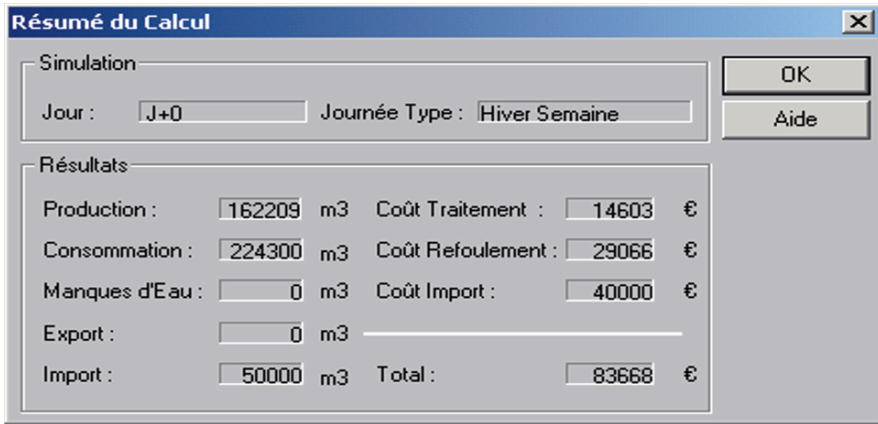 Résumé du Calcul
Simulation
Jour : J+0 Journée Type : Hiver Semaine
OK
Aide
Résultats
Production : 162209 m3 Coût Traitement : 14603 €
Consommation : 224300 m3 Coût Refoulement : 29066 €
Manques d'Eau : 0 m3 Coût Import : 40000 €
Export : 0 m3
Import : 50000 m3 Total : 83668 €